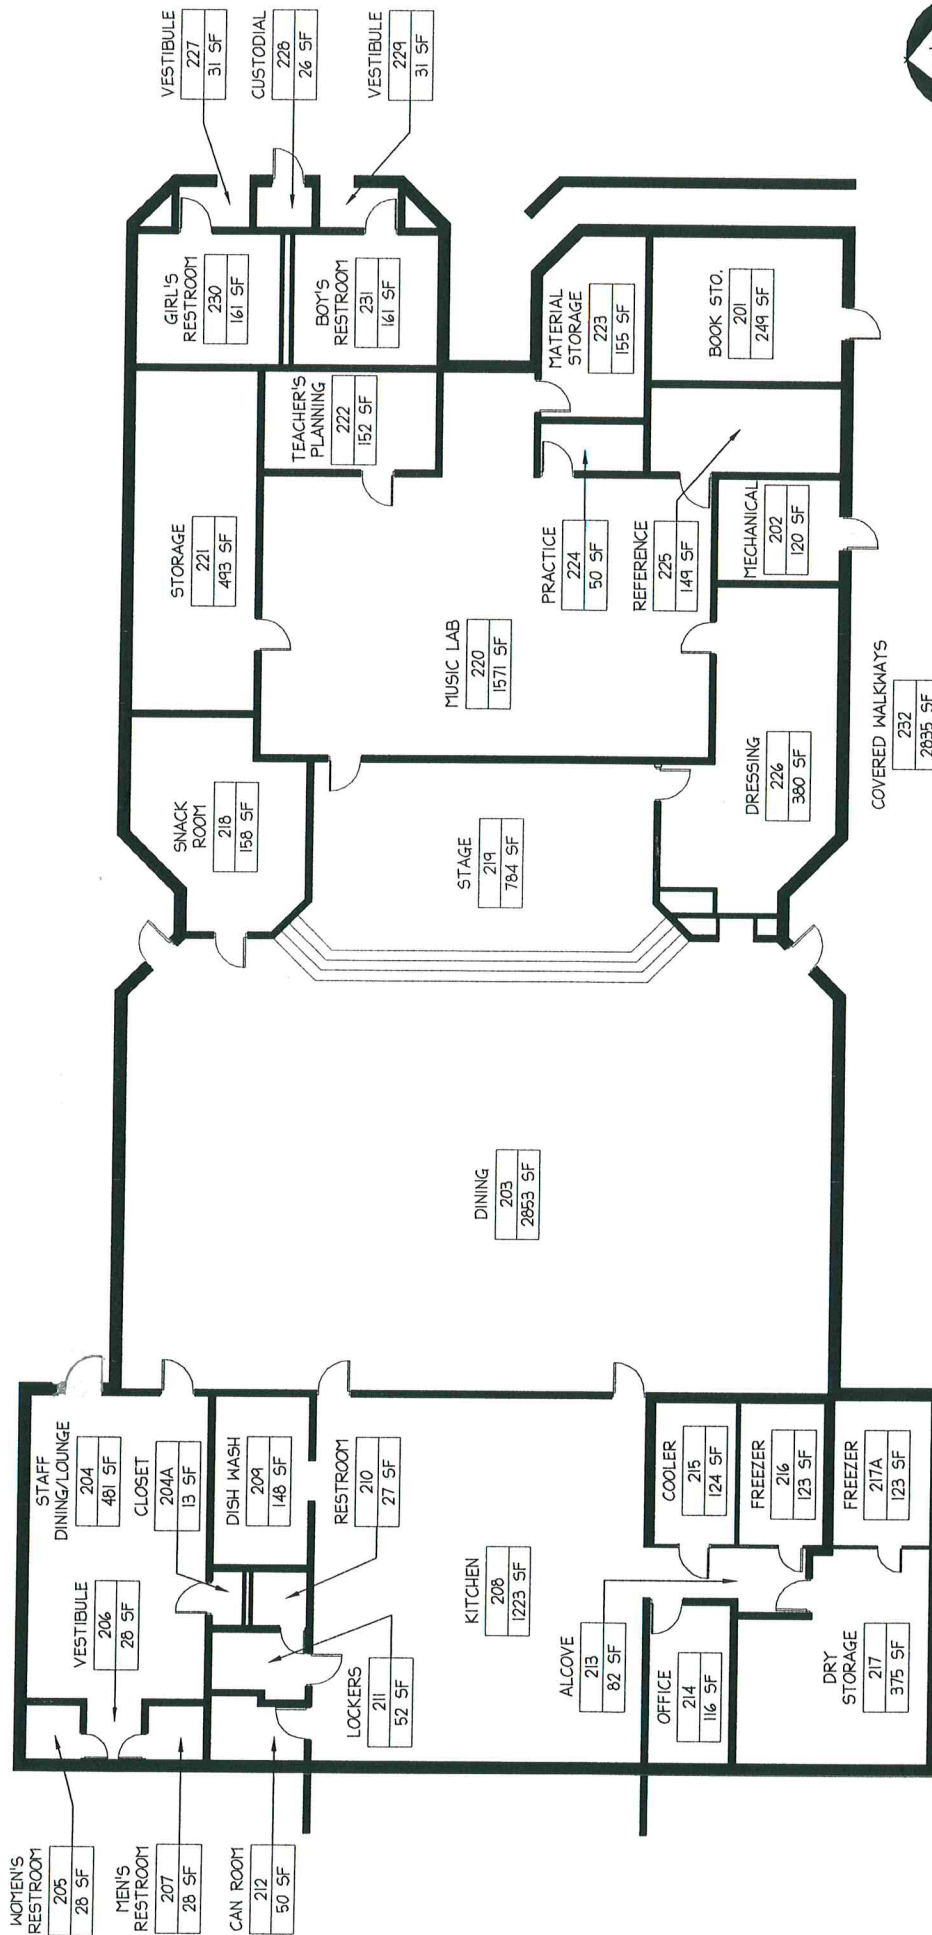 WOMEN'S
RESTROOM
205
28 SF
MEN'S
RESTROOM
207
28 SF
CAN ROOM
212
50 SF
STAFF
DINING/LOUNGE
204
481 SF
VESTIBULE
206
28 SF
CLOSET
204A
13 SF
DISH WASH
209
148 SF
RESTROOM
210
27 SF
LOCKERS
211
52 SF
KITCHEN
208
1223 SF
ALCOVE
213
82 SF
OFFICE
214
116 SF
COOLER
215
124 SF
FREEZER
216
123 SF
FREEZER
217A
123 SF
DRY
STORAGE
217
375 SF
DINING
203
2853 SF
SNACK
ROOM
218
158 SF
STAGE
219
784 SF
DRESSING
226
380 SF
COVERED WALKWAYS
232
2835 SF
STORAGE
221
493 SF
MUSIC LAB
220
1571 SF
TEACHER'S
PLANNING
222
152 SF
PRACTICE
224
50 SF
REFERENCE
225
149 SF
MECHANICAL
202
120 SF
GIRL'S
RESTROOM
230
161 SF
BOY'S
RESTROOM
231
161 SF
MATERIAL
STORAGE
223
155 SF
BOOK STO.
201
249 SF
VESTIBULE
227
31 SF
CUSTODIAL
228
26 SF
VESTIBULE
229
31 SF